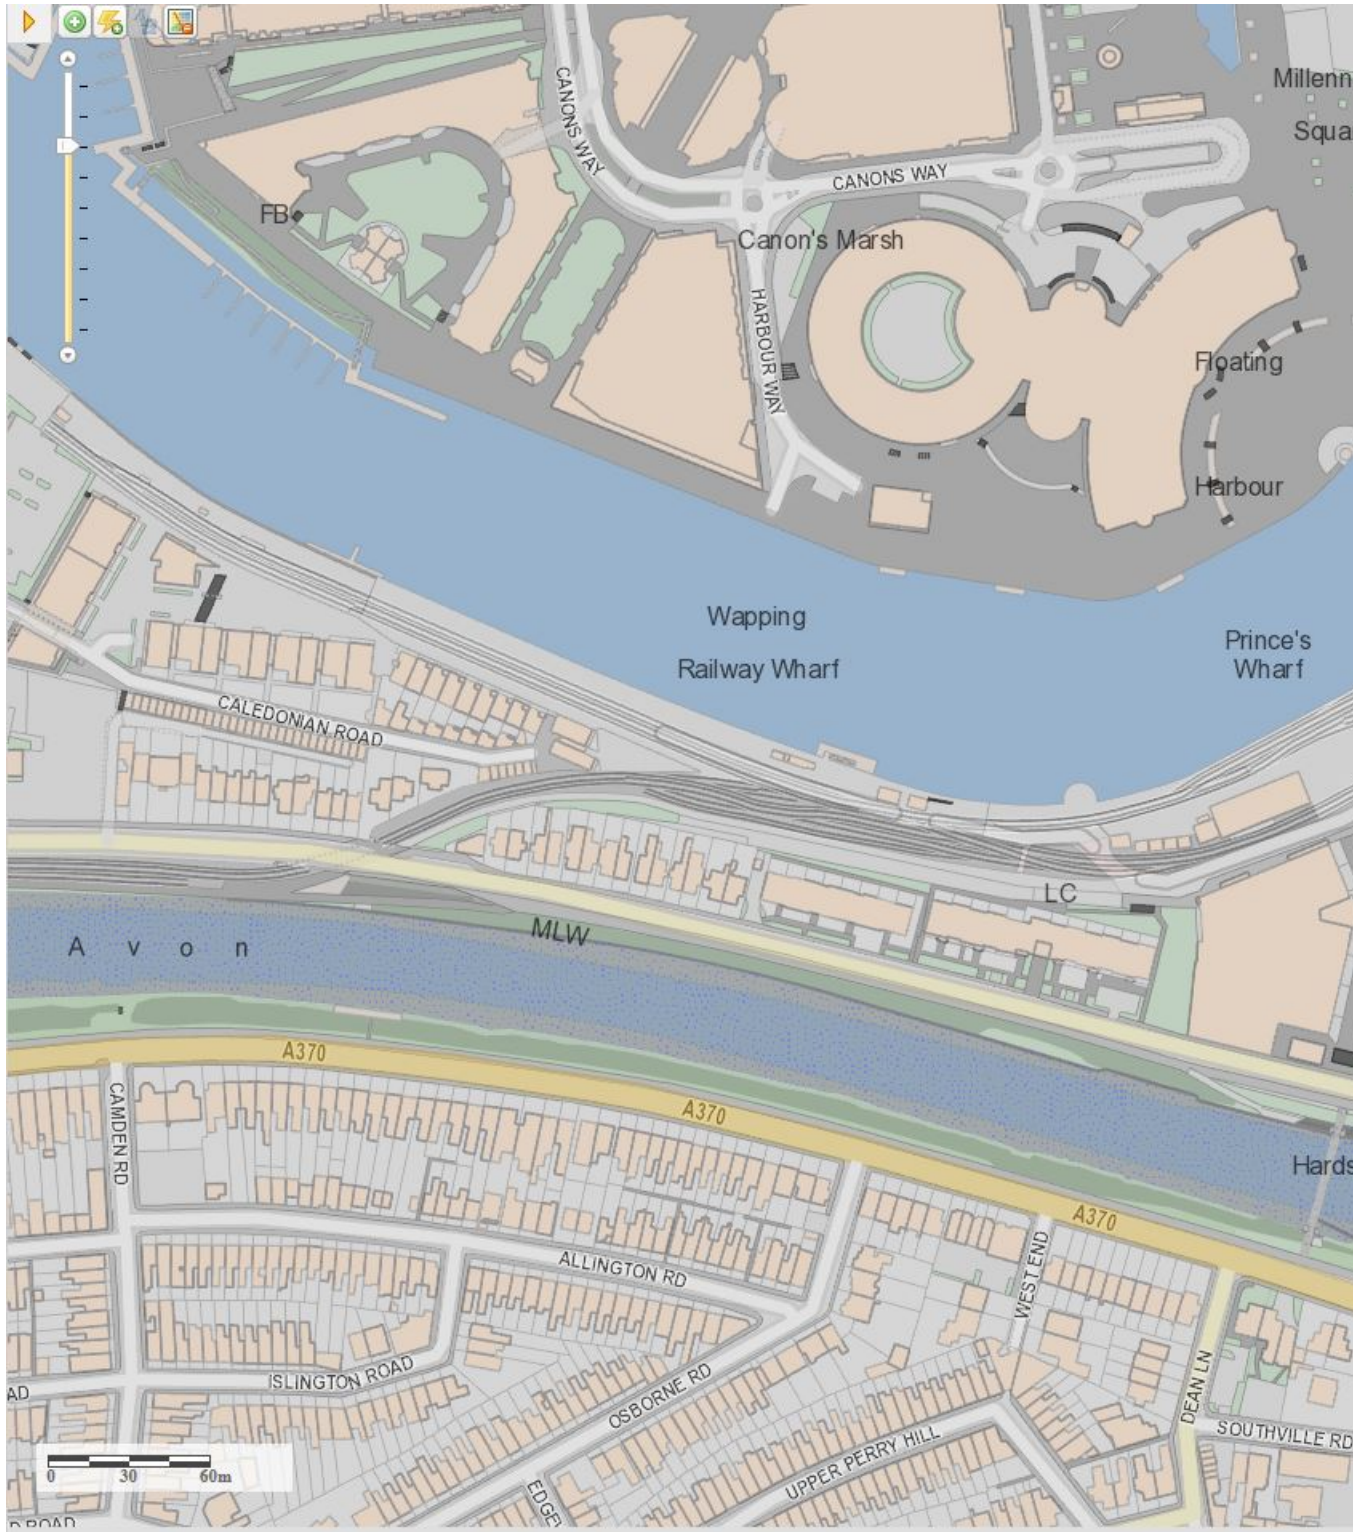 Millenn
Squa
CANONS WAY
CANONS WAY
FB
Canon's Marsh
HARBOUR WAY
Floating
Harbour
Wapping
Railway Wharf
Prince's
Wharf
CALEDONIAN ROAD
LC
MLW
Avon
A370
A370
A370
CAMDEN RD
Hards
ALLINGTON RD
WEST END
ISLINGTON ROAD
OSBORNE RD
DEAN LN
AD
SOUTHVILLE RD
UPPER PERRY HILL
EDGE
0 30 60m
D ROAD